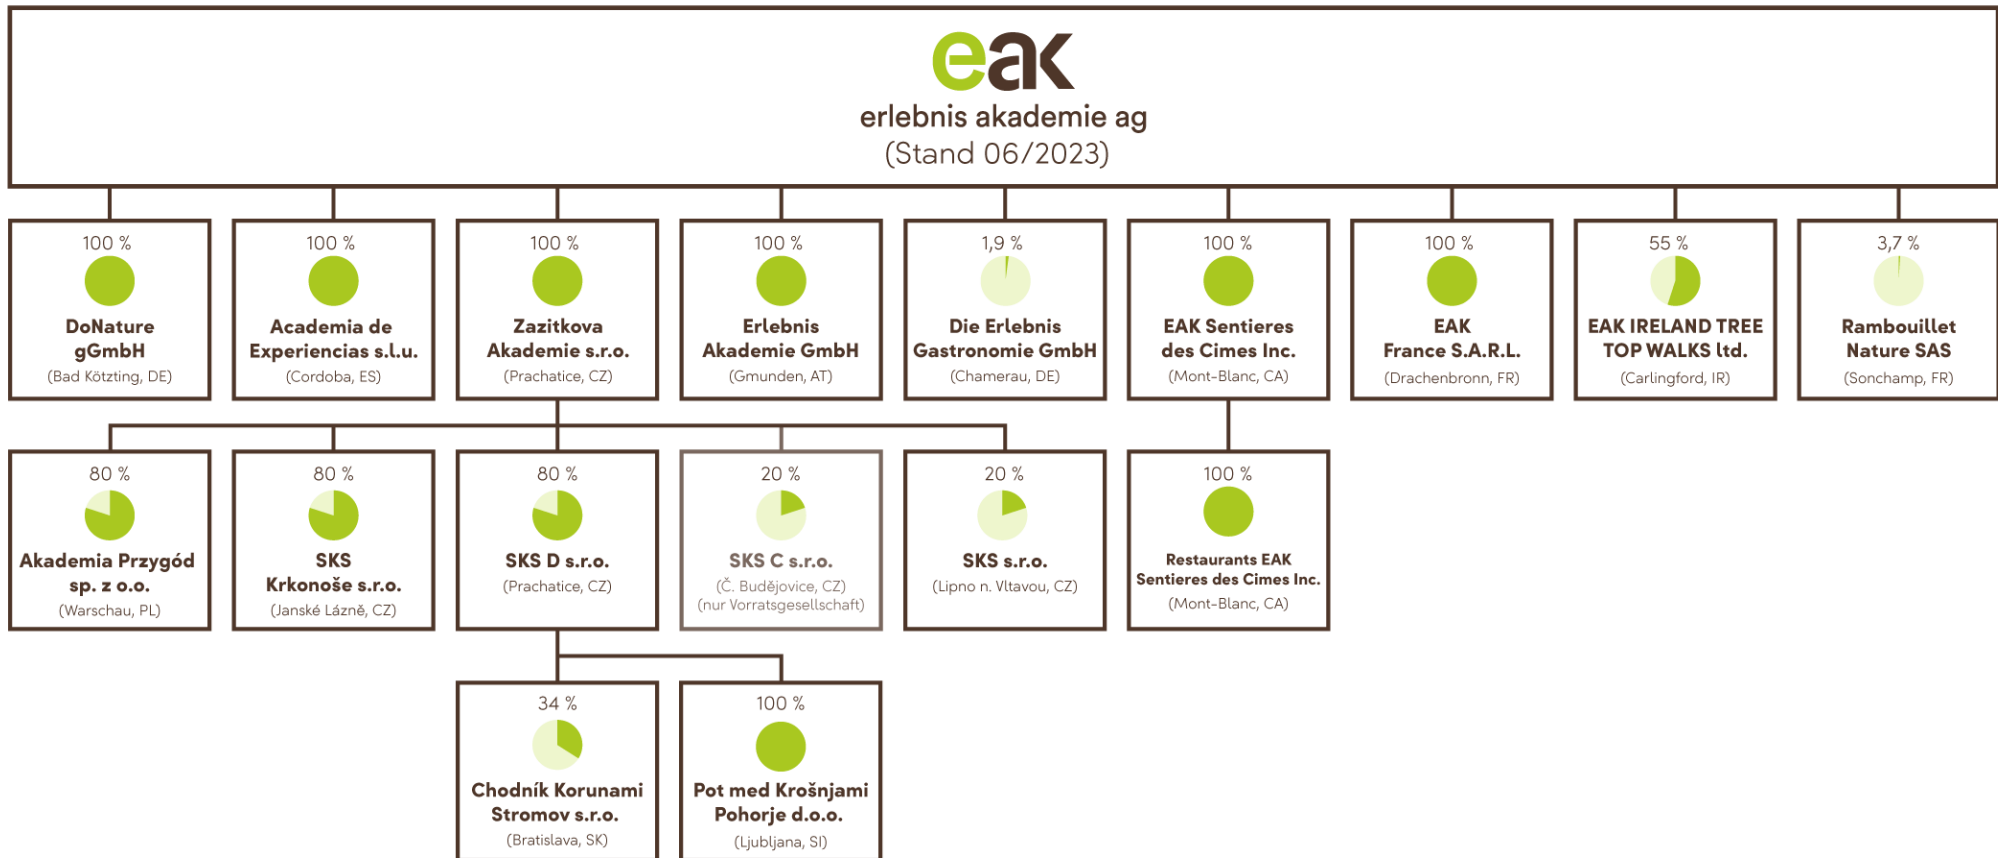 eak
erlebnis akademie ag
(Stand 06/2023)
100 %
DoNature
gGmbH
(Bad Kötzting, DE)
100 %
Academia de
Experiencias s.l.u.
(Cordoba, ES)
100 %
Zazitkova
Akademie s.r.o.
(Prachatice, CZ)
100 %
Erlebnis
Akademie GmbH
(Gmunden, AT)
1,9 %
Die Erlebnis
Gastronomie GmbH
(Chamerau, DE)
100 %
EAK Sentieres
des Cimes Inc.
(Mont-Blanc, CA)
100 %
EAK
France S.A.R.L.
(Drachenbronn, FR)
55 %
EAK IRELAND TREE
TOP WALKS ltd.
(Carlingford, IR)
3,7 %
Rambouillet
Nature SAS
(Sonchamp, FR)
80 %
Akademia Przygód
sp. z o.o.
(Warschau, PL)
80 %
SKS
Krkonoše s.r.o.
(Janské Lázně, CZ)
80 %
SKS D s.r.o.
(Prachatice, CZ)
20 %
SKS C s.r.o.
(Č. Budějovice, CZ)
(nur Vorratsgesellschaft)
20 %
SKS s.r.o.
(Lipno n. Vltavou, CZ)
100 %
Restaurants EAK
Sentieres des Cimes Inc.
(Mont-Blanc, CA)
34 %
Chodník Korunami
Stromov s.r.o.
(Bratislava, SK)
100 %
Pot med Krošnjami
Pohorje d.o.o.
(Ljubljana, SI)